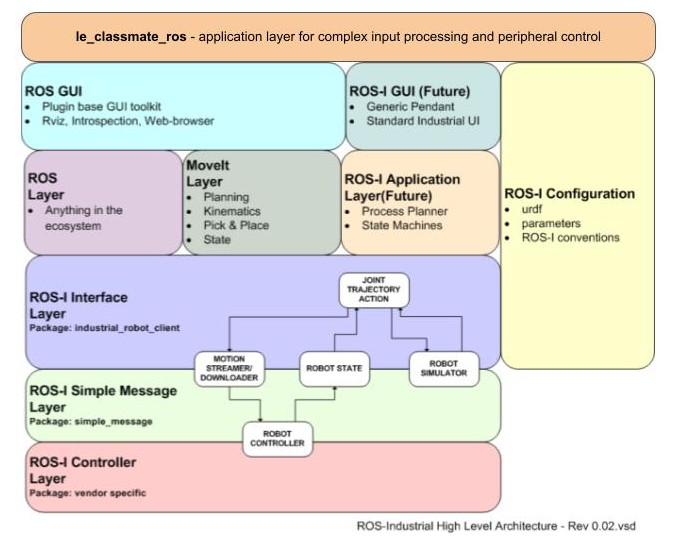 le_classmate_ros - application layer for complex input processing and peripheral control
ROS GUI
• Plugin base GUI toolkit
• Rviz, Introspection, Web-browser
ROS-I GUI (Future)
• Generic Pendant
• Standard Industrial UI
ROS
Layer
• Anything in the
ecosystem
MoveIt
Layer
• Planning
• Kinematics
• Pick & Place
• State
ROS-I Application
Layer(Future)
• Process Planner
• State Machines
ROS-I Configuration
• urdf
• parameters
• ROS-I conventions
ROS-I Interface
Layer
Package: industrial_robot_client
JOINT
TRAJECTORY
ACTION
MOTION
STREAMER/
DOWNLOADER
ROBOT STATE
ROBOT
SIMULATOR
ROS-I Simple Message
Layer
Package: simple_message
ROBOT
CONTROLLER
ROS-I Controller
Layer
Package: vendor specific
ROS-Industrial High Level Architecture - Rev 0.02.vsd